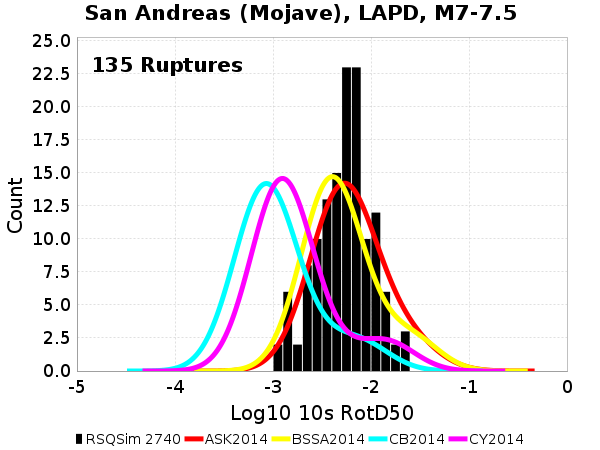 San Andreas (Mojave), LAPD, M7-7.5
135 Ruptures
25.0
22.5
20.0
17.5
15.0
12.5
10.0
7.5
5.0
2.5
0.0
Count
-5 -4 -3 -2 -1 0
Log10 10s RotD50
RSQSim 2740 ASK2014 BSSA2014 CB2014 CY2014